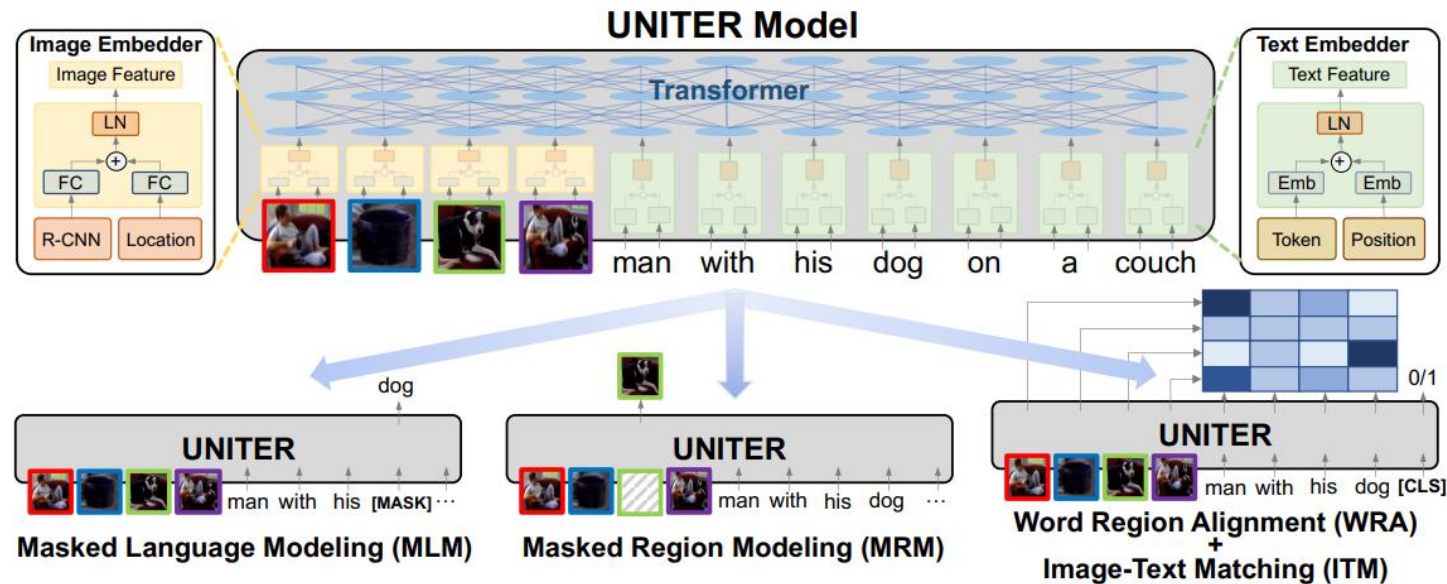 UNITER Model
Image Embedder
Image Feature
LN
+
FC FC
R-CNN Location
Transformer
man with his dog on a couch
Text Embedder
Text Feature
LN
+
Emb Emb
Token Position
dog
UNITER
man with his [MASK] ...
Masked Language Modeling (MLM)
UNITER
man with his dog ...
Masked Region Modeling (MRM)
0/1
UNITER
man with his dog [CLS]
Word Region Alignment (WRA)
+
Image-Text Matching (ITM)